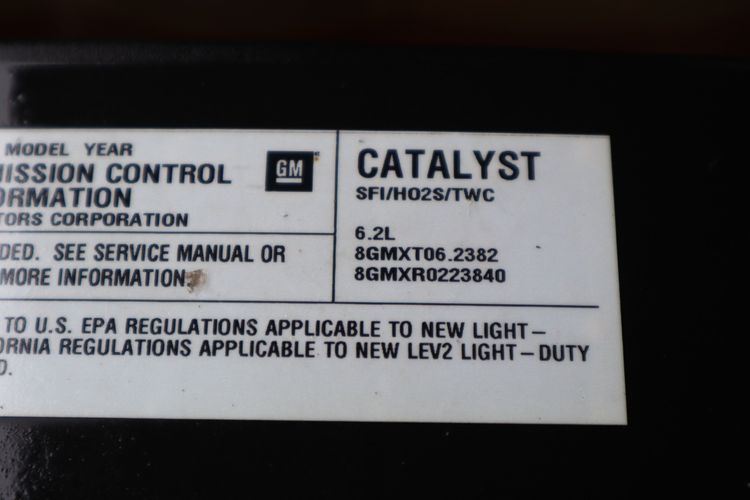 MODEL YEAR
MISSION CONTROL
ORMATION
TORS CORPORATION
GM
DED. SEE SERVICE MANUAL OR
MORE INFORMATION.
CATALYST
SFI/HO2S/TWC
6.2L
8GMXT06.2382
8GMXR0223840
TO U.S. EPA REGULATIONS APPLICABLE TO NEW LIGHT-
ORNIA REGULATIONS APPLICABLE TO NEW LEV2 LIGHT-DUTY
D.